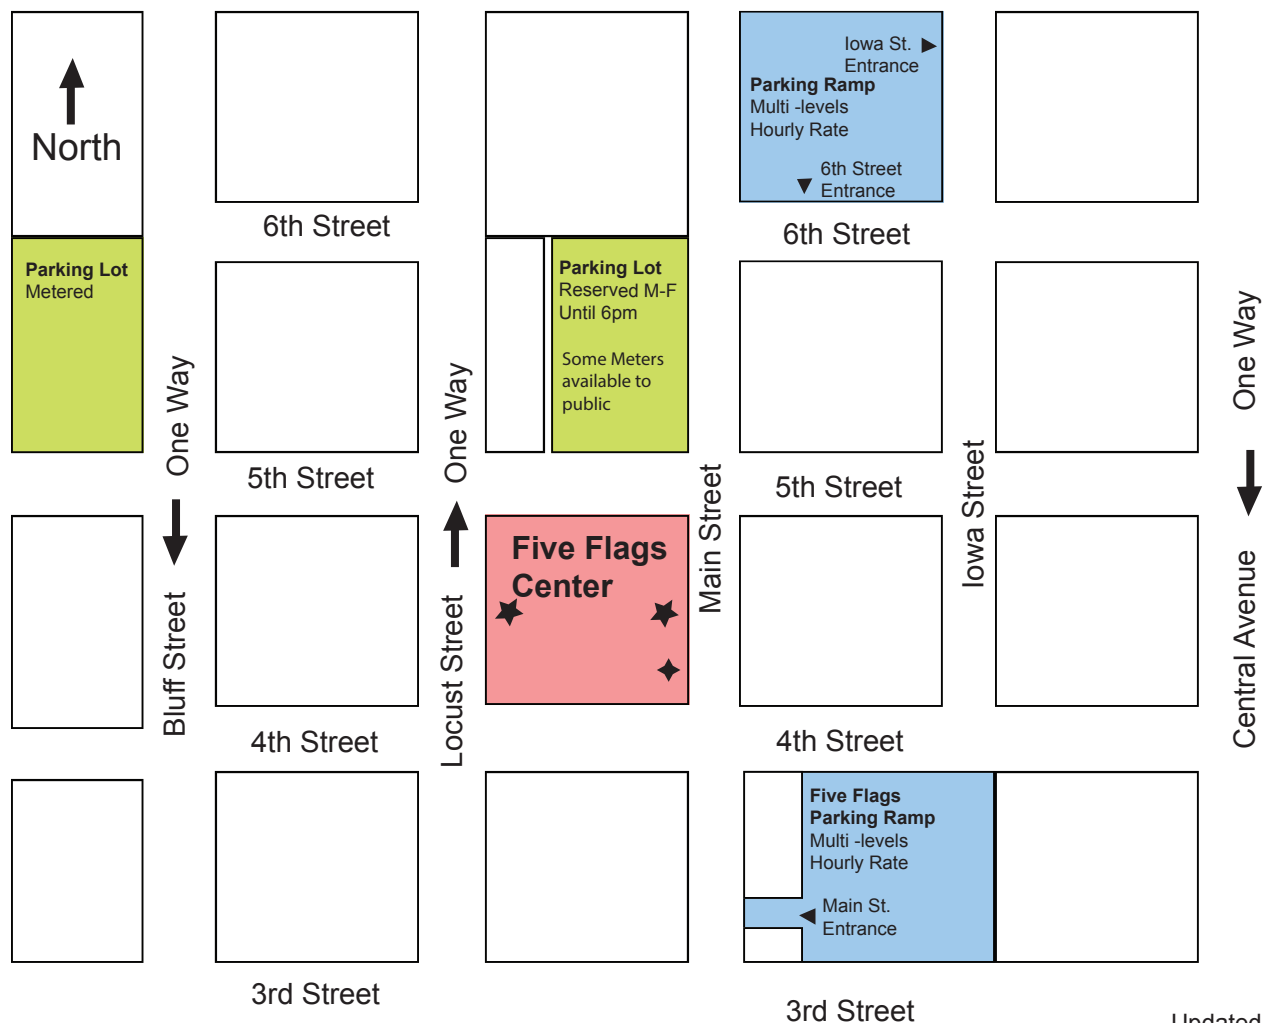 North
Iowa St.
Entrance
Parking Ramp
Multi -levels
Hourly Rate
6th Street
Entrance
6th Street
6th Street
Parking Lot
Metered
Parking Lot
Reserved M-F
Until 6pm
Some Meters
available to
public
One Way
One Way
One Way
5th Street
5th Street
Bluff Street
Locust Street
Five Flags
Center
Main Street
Iowa Street
Central Avenue
4th Street
4th Street
Five Flags
Parking Ramp
Multi -levels
Hourly Rate
Main St.
Entrance
3rd Street
3rd Street
Updated